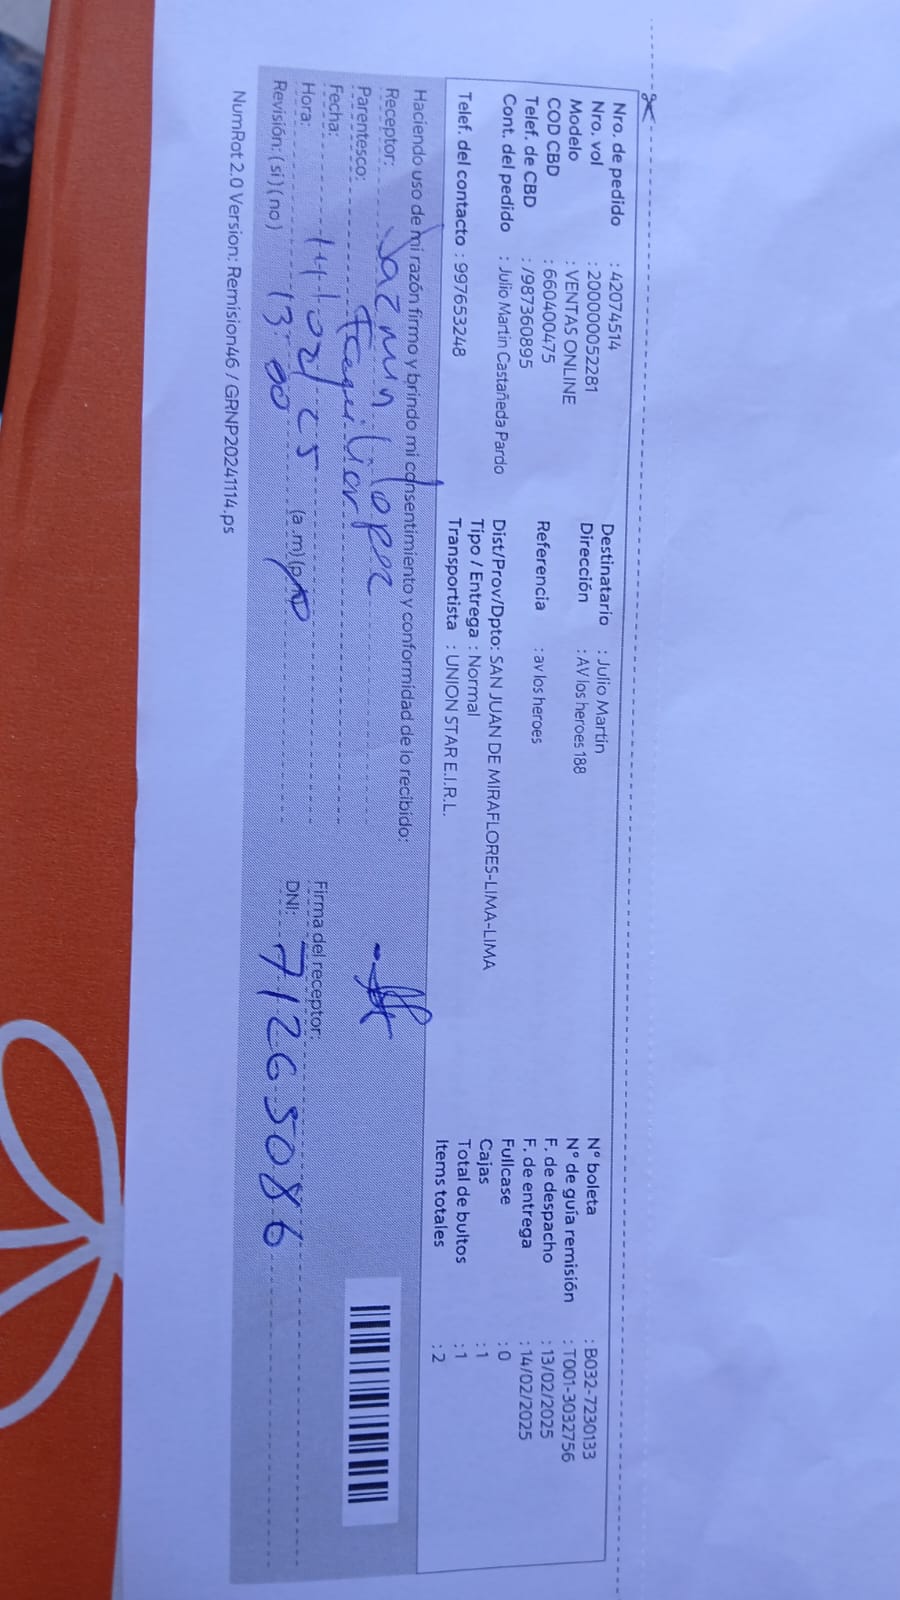 Nro. de pedido : 42074514
Nro. vol : 200000052281
Modelo : VENTAS ONLINE
COD CBD : 660400475
Telef. de CBD : /987360895
Cont. del pedido : Julio Martin Castañeda Pardo
Telef. del contacto : 997653248
Destinatario : Julio Martin
Dirección : AV los heroes 188
Referencia : av los heroes
Dist/Prov/Dpto: SAN JUAN DE MIRAFLORES-LIMA-LIMA
Tipo / Entrega : Normal
Transportista : UNION STAR E.I.R.L.
N° boleta : B032-7230133
N° de guía remisión : T001-3032756
F. de despacho : 13/02/2025
F. de entrega : 14/02/2025
Fullcase : 0
Cajas : 1
Total de bultos : 1
Items totales : 2
Haciendo uso de mi razón firmo y brindo mi consentimiento y conformidad de lo recibido:
Receptor: Jazmin Lopez
Parentesco: Familiar
Fecha: 14/02/25
Hora: 13:00 (a.m)(p.m)
Revisión: (si) (no)
Firma del receptor:
DNI: 71265086
NumRot 2.0 Version: Remision46 / GRNP20241114.ps